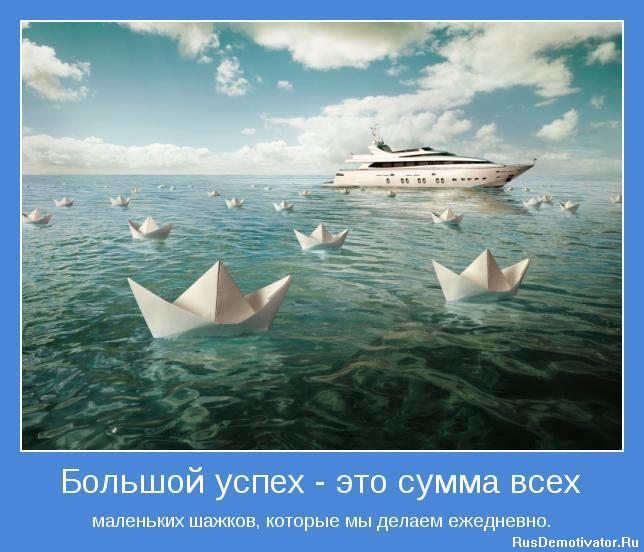 Большой успех - это сумма всех
маленьких шажков, которые мы делаем ежедневно.
RusDemotivator.Ru